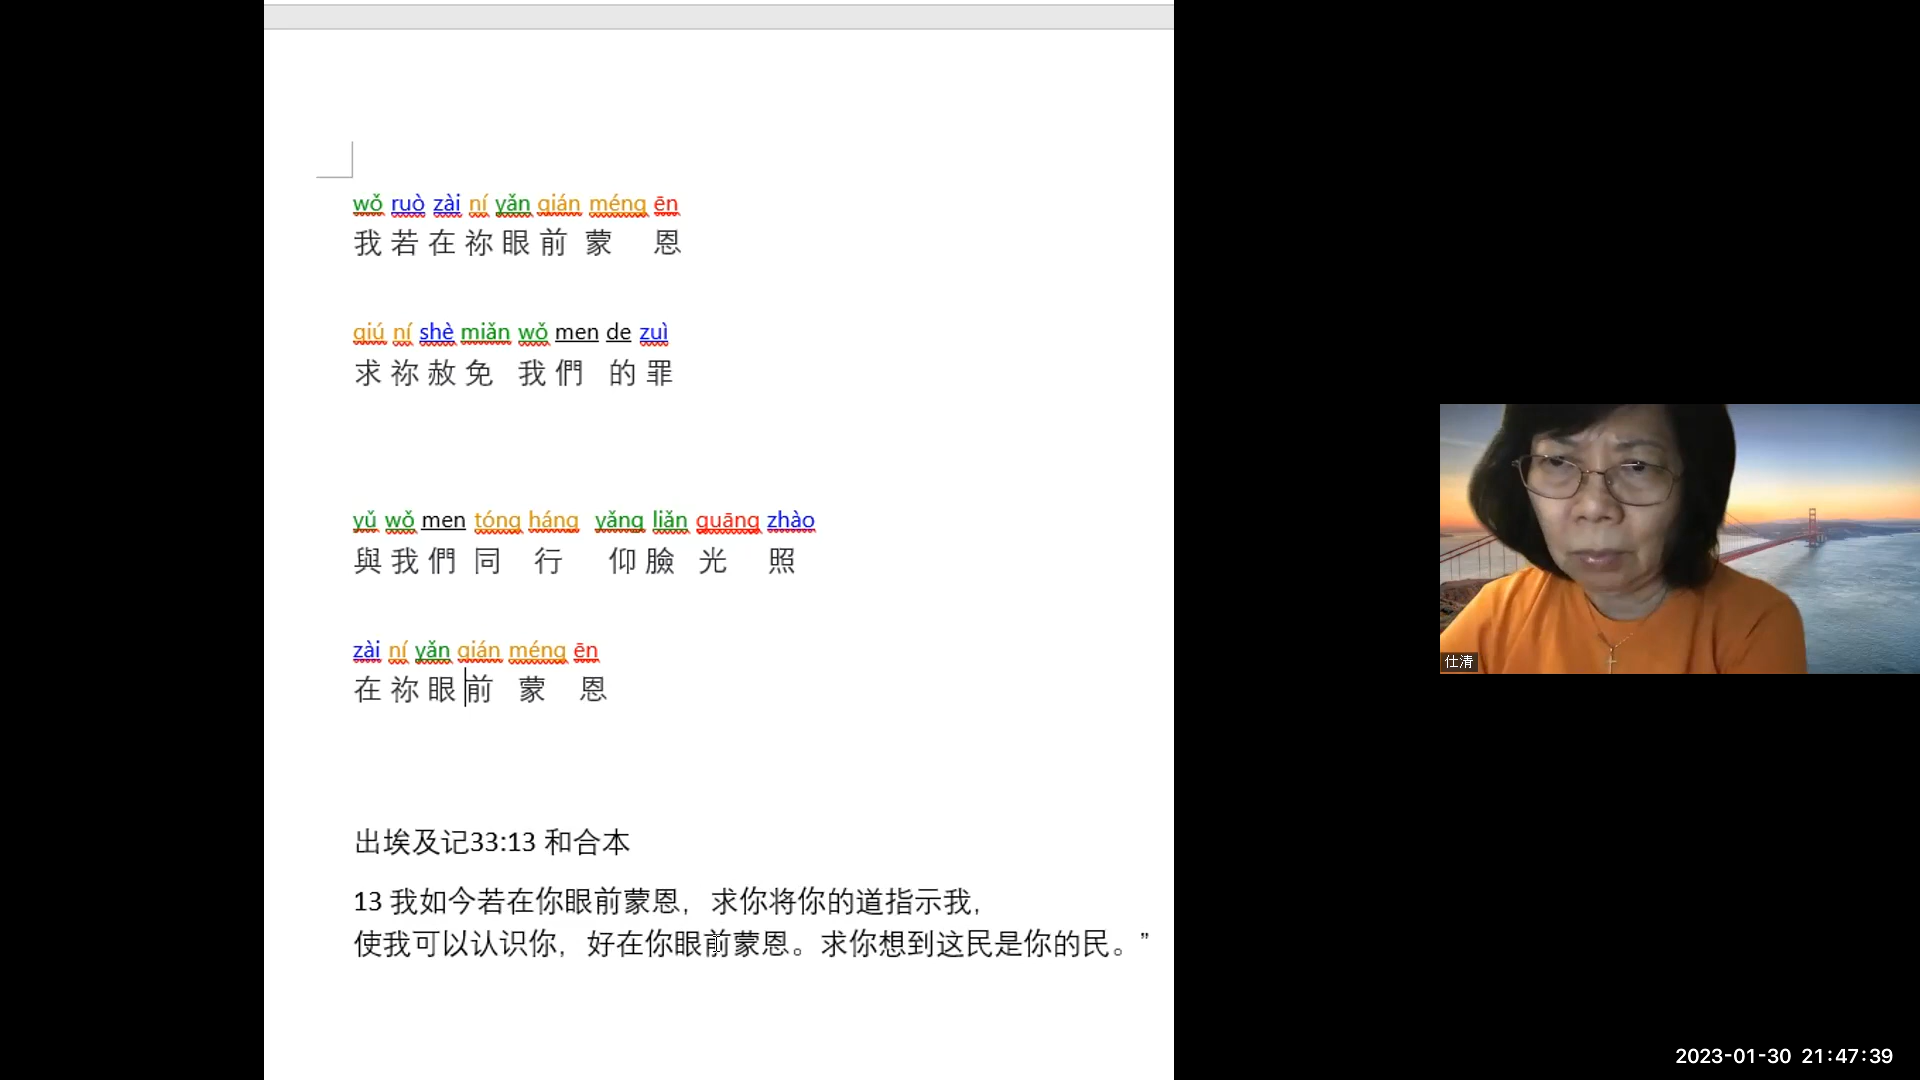 wǒ ruò zài ní yǎn qián méng ēn
我若在祢眼前蒙恩
qiú ní shè miǎn wǒ men de zuì
求祢赦免 我們 的罪
yǔ wǒ men tóng háng yǎng liǎn guāng zhào
與我們同 行 仰臉 光 照
zài ní yǎn qián méng ēn
在祢眼前 蒙 恩
出埃及记33:13 和合本
13 我如今若在你眼前蒙恩，求你将你的道指示我，
使我可以认识你，好在你眼前蒙恩。求你想到这民是你的民。”
仕清
2023-01-30 21:47:39